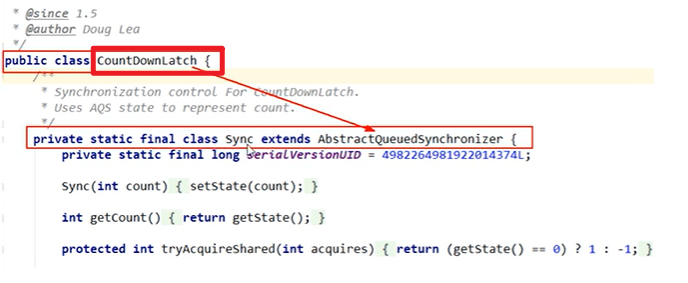 * @since 1.5
* @author Doug Lea
*/
public class CountDownLatch {
/**
* Synchronization control For CountDownLatch.
* Uses AQS state to represent count.
*/
private static final class Sync extends AbstractQueuedSynchronizer {
private static final long serialVersionUID = 4982264981922014374L;
Sync(int count) { setState(count); }
int getCount() { return getState(); }
protected int tryAcquireShared(int acquires) { return (getState() == 0) ? 1 : -1; }